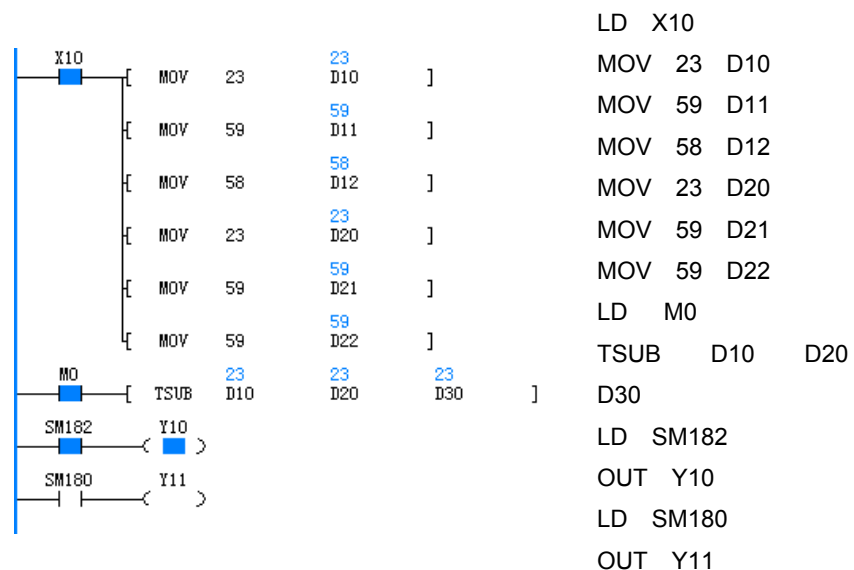 X10
23
MOV 23 D10 ]
59
MOV 59 D11 ]
58
MOV 58 D12 ]
23
MOV 23 D20 ]
59
MOV 59 D21 ]
59
MOV 59 D22 ]
M0
23 23 23
TSUB D10 D20 D30 ]
SM182 Y10
SM180 Y11
LD X10
MOV 23 D10
MOV 59 D11
MOV 58 D12
MOV 23 D20
MOV 59 D21
MOV 59 D22
LD M0
TSUB D10 D20
D30
LD SM182
OUT Y10
LD SM180
OUT Y11